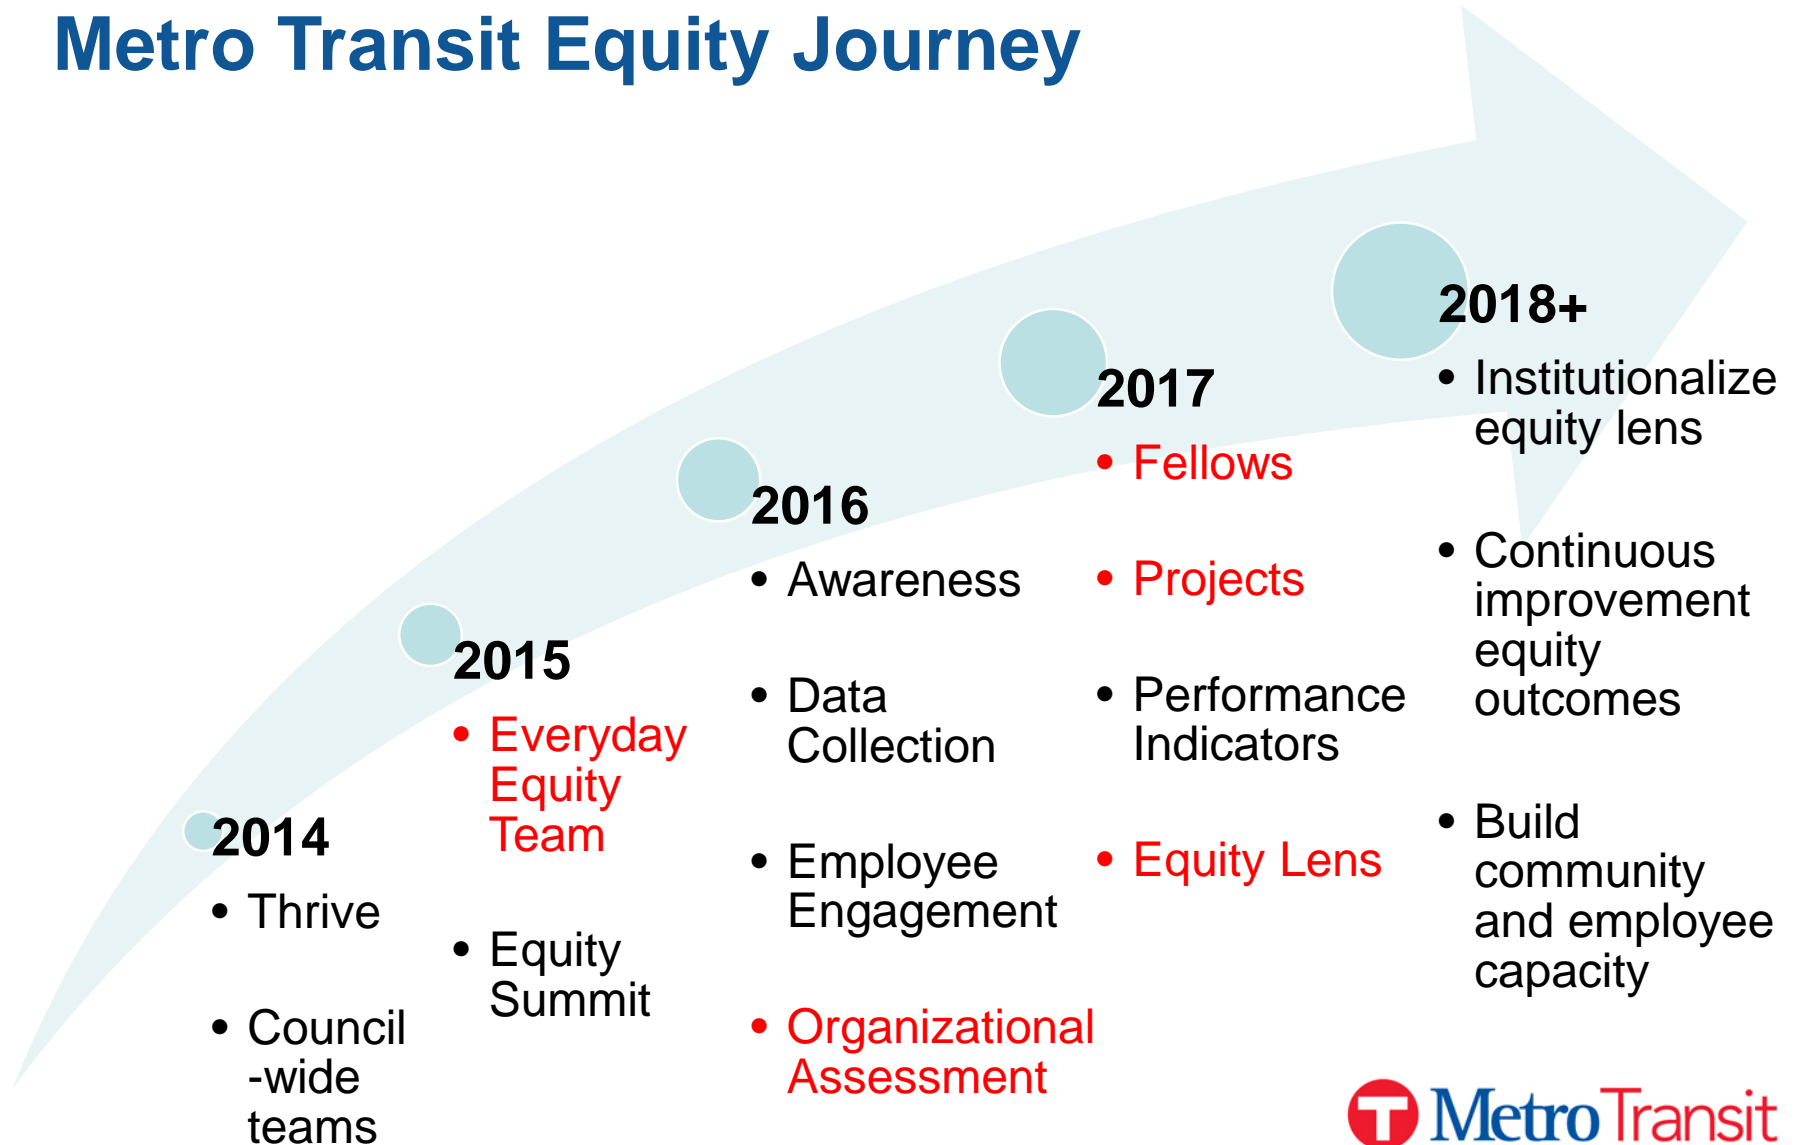 Metro Transit Equity Journey
2014
• Thrive
• Council
-wide
teams
2015
• Everyday
Equity
Team
• Equity
Summit
2016
• Awareness
• Data
Collection
• Employee
Engagement
• Organizational
Assessment
2017
• Fellows
• Projects
• Performance
Indicators
• Equity Lens
2018+
• Institutionalize
equity lens
• Continuous
improvement
equity
outcomes
• Build
community
and employee
capacity
T MetroTransit